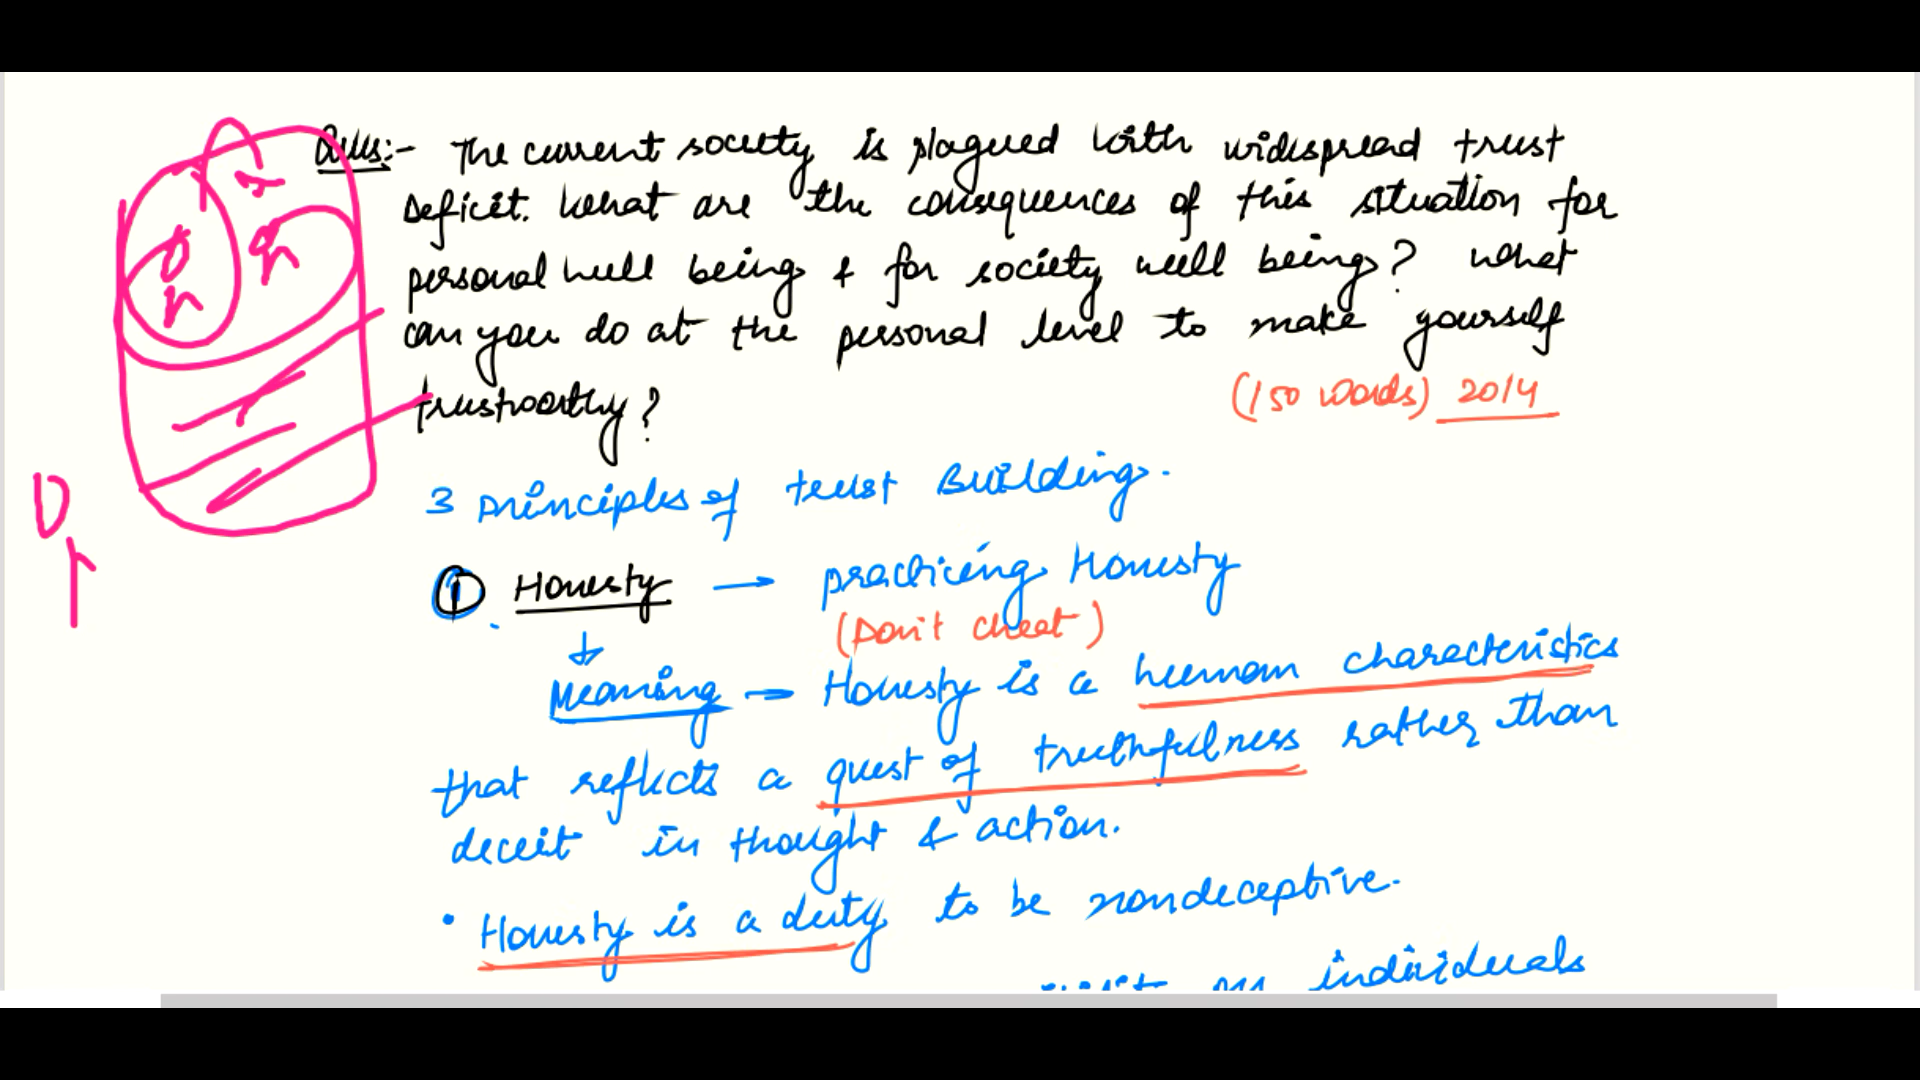 Ques:- The current society is plagued with widespread trust
Deficit. What are the consequences of this situation for
personal well being & for society well being? What
can you do at the personal level to make yourself
trustworthy?
(150 words) 2014
3 principles of trust Building.
① Honesty → practicing Honesty
(Don't cheat)
Meaning → Honesty is a human characteristics
that reflects a quest of truthfulness rather than
deceit in thought & action.
• Honesty is a duty to be nondeceptive.
on individuals